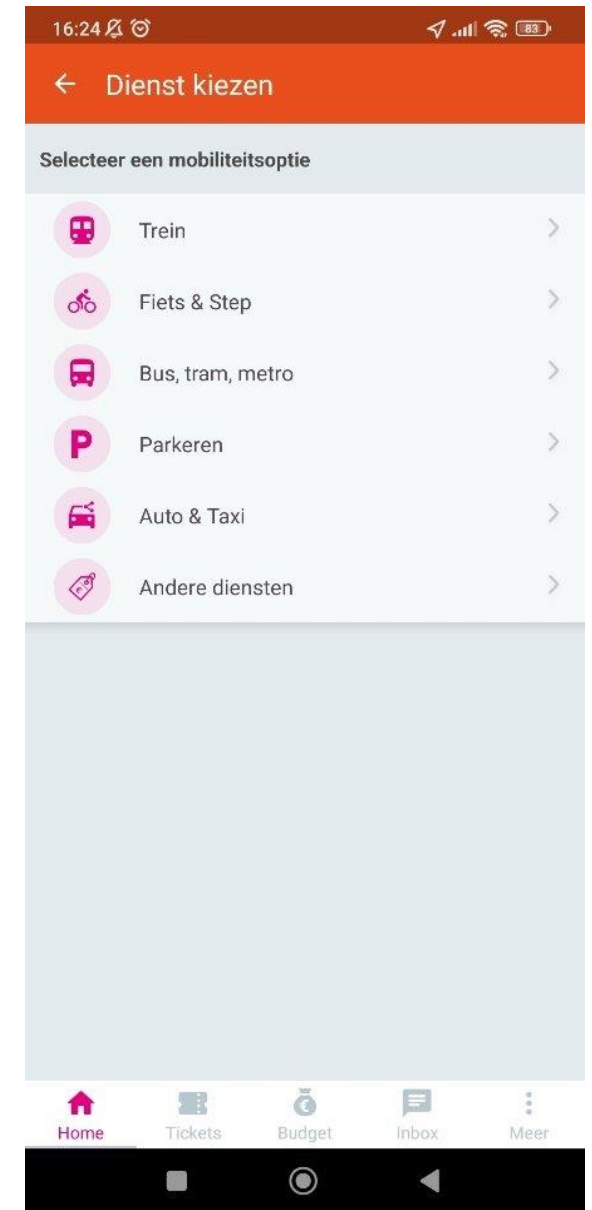 16:24 83
Dienst kiezen
Selecteer een mobiliteitsoptie
Trein
Fiets & Step
Bus, tram, metro
P Parkeren
Auto & Taxi
Andere diensten
Home Tickets Budget Inbox Meer